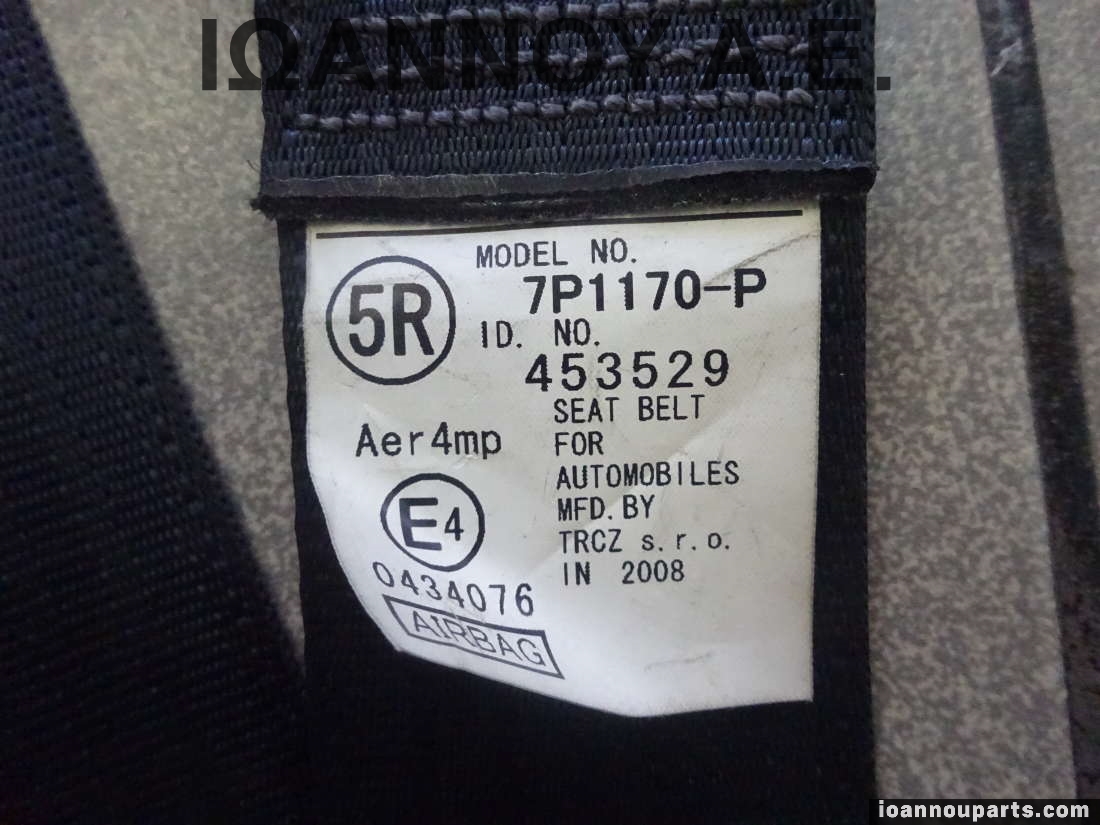 ΙΩΑΝΝΟΥ Α.Ε.
MODEL NO.
5R
7P1170-P
ID. NO.
453529
SEAT BELT
Aer4mp
FOR
AUTOMOBILES
E4
MFD. BY
TRCZ s.r.o.
IN 2008
0434076
AIRBAG
ioannouparts.com